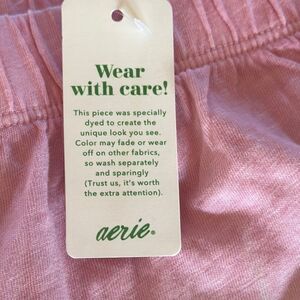 Wear
with care!
This piece was specially
dyed to create the
unique look you see.
Color may fade or wear
off on other fabrics,
so wash separately
and sparingly
(Trust us, it's worth
the extra attention).
aerie®